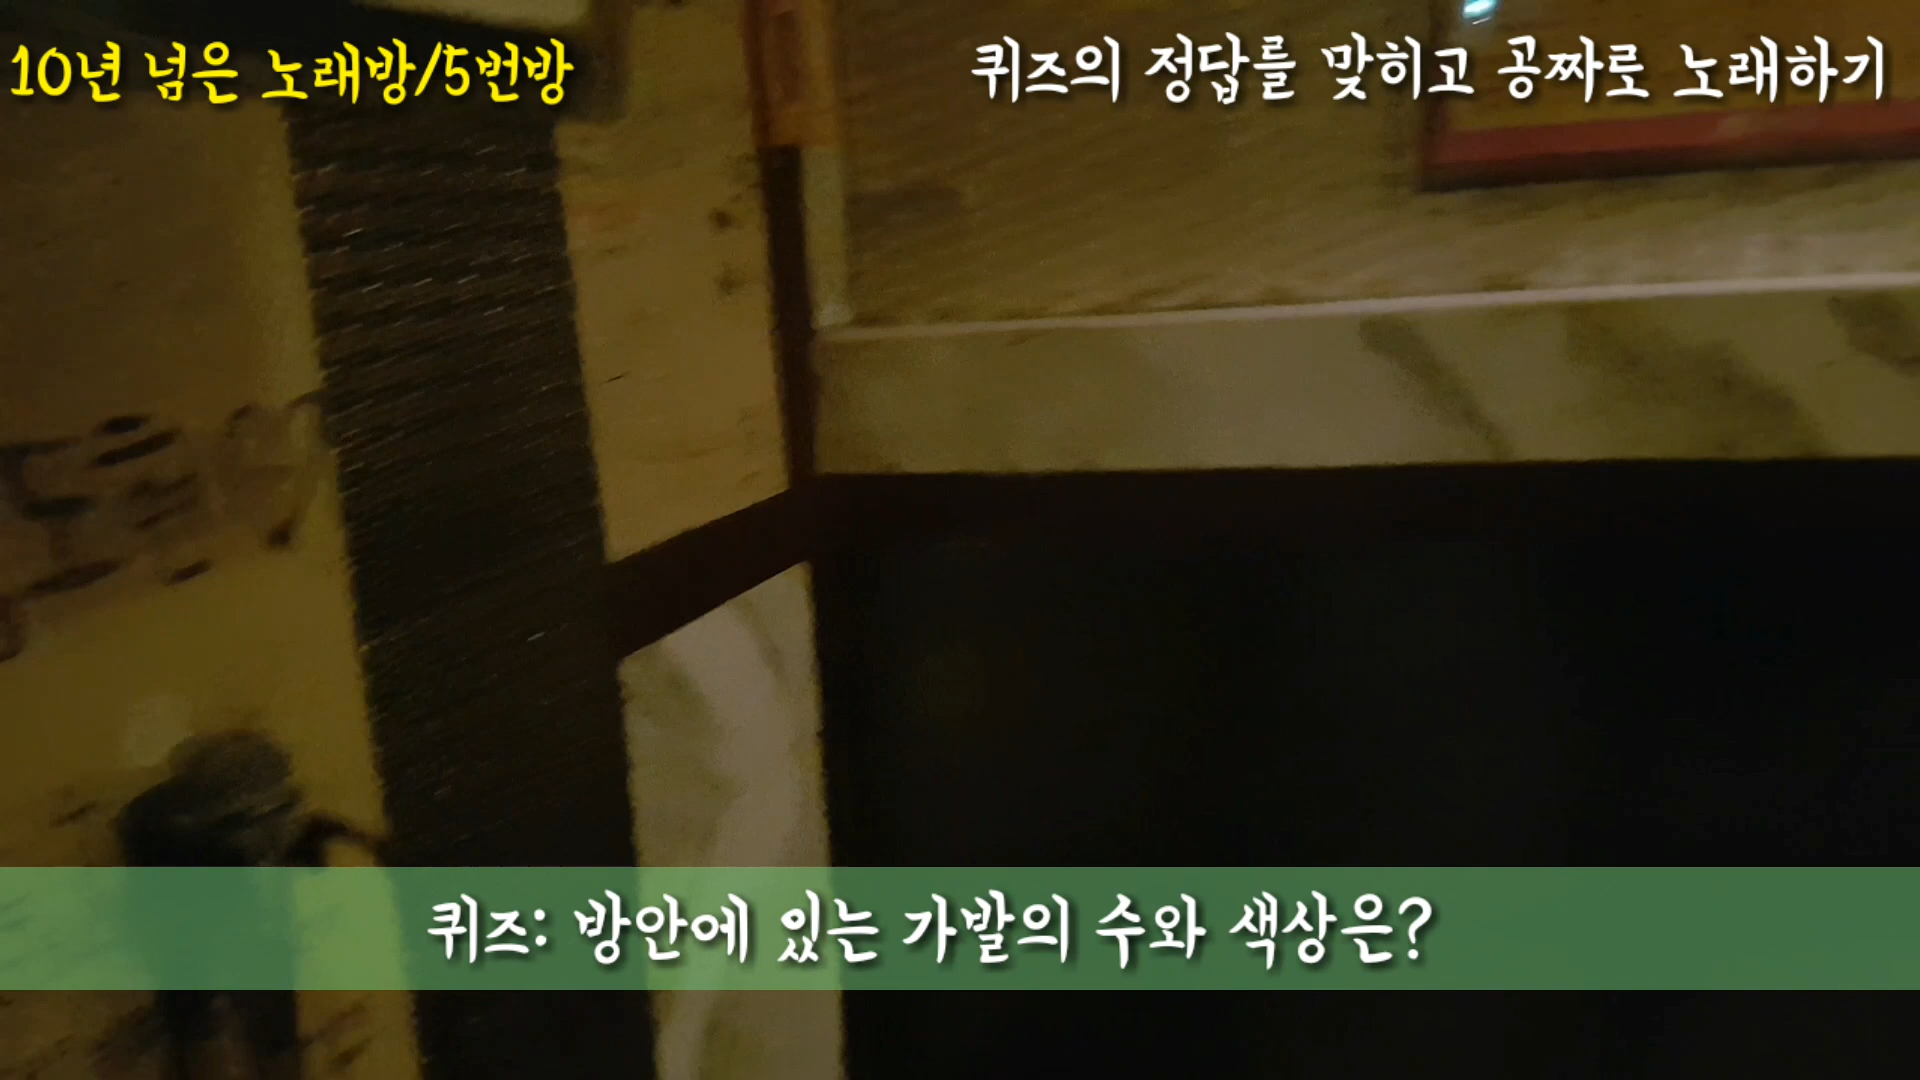 10년 넘은 노래방/5번방
퀴즈의 정답를 맞히고 공짜로 노래하기
퀴즈: 방안에 있는 가발의 수와 색상은?